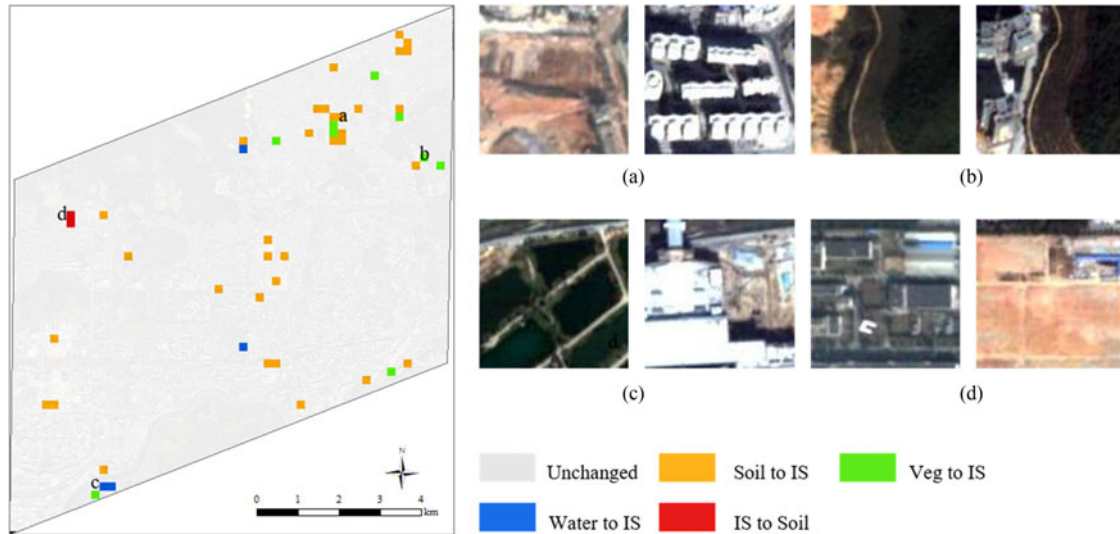 a
b
d
c
N
0 1 2 3 4
km
(a)
(b)
d
(c)
(d)
Unchanged
Soil to IS
Veg to IS
Water to IS
IS to Soil